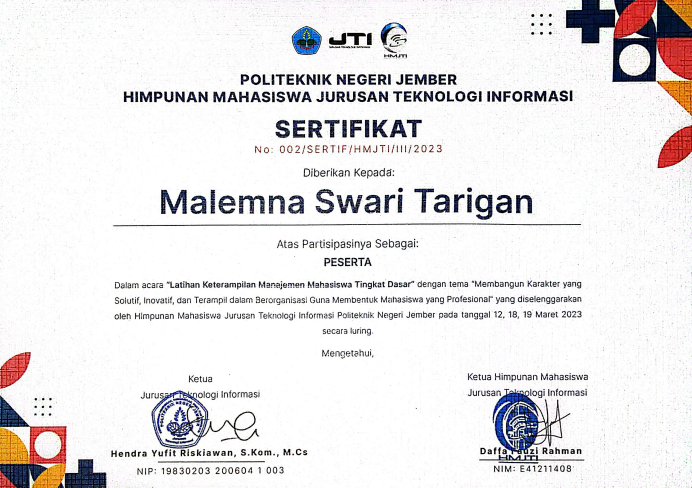 JTI
HMJTI
POLITEKNIK NEGERI JEMBER
HIMPUNAN MAHASISWA JURUSAN TEKNOLOGI INFORMASI
SERTIFIKAT
No: 002/SERTIF/HMJTI/III/2023
Diberikan Kepada:
Malemna Swari Tarigan
Atas Partisipasinya Sebagai:
PESERTA
Dalam acara "Latihan Keterampilan Manajemen Mahasiswa Tingkat Dasar" dengan tema "Membangun Karakter yang
Solutif, Inovatif, dan Terampil dalam Berorganisasi Guna Membentuk Mahasiswa yang Profesional" yang diselenggarakan
oleh Himpunan Mahasiswa Jurusan Teknologi Informasi Politeknik Negeri Jember pada tanggal 12, 18, 19 Maret 2023
secara luring.
Mengetahui,
Ketua
Jurusan Teknologi Informasi
POLITEKNIK NEGERI JEMBER
Hendra Yufit Riskiawan, S.Kom., M.Cs
NIP: 19830203 200604 1 003
Ketua Himpunan Mahasiswa
Jurusan Teknologi Informasi
HMJTI
Daffa Fauzi Rahman
NIM: E41211408